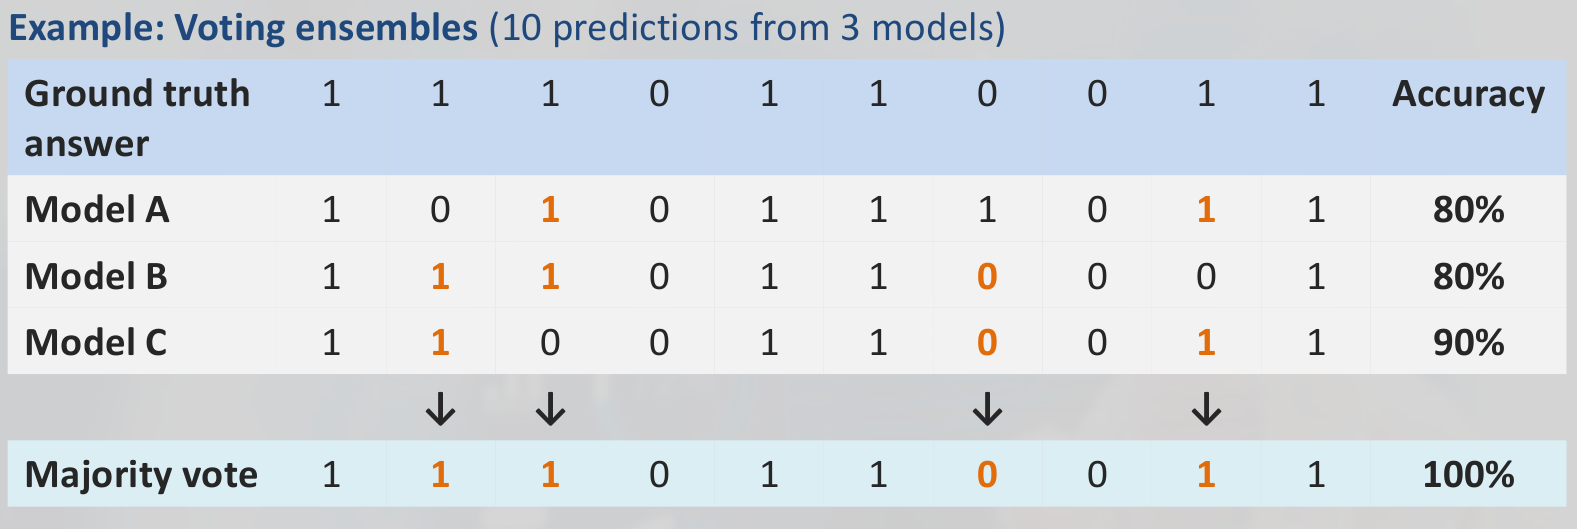 Example: Voting ensembles (10 predictions from 3 models)
Ground truth answer 1 1 1 0 1 1 0 0 1 1 Accuracy
Model A 1 0 1 0 1 1 1 0 1 1 80%
Model B 1 1 1 0 1 1 0 0 0 1 80%
Model C 1 1 0 0 1 1 0 0 1 1 90%
↓ ↓ ↓ ↓
Majority vote 1 1 1 0 1 1 0 0 1 1 100%